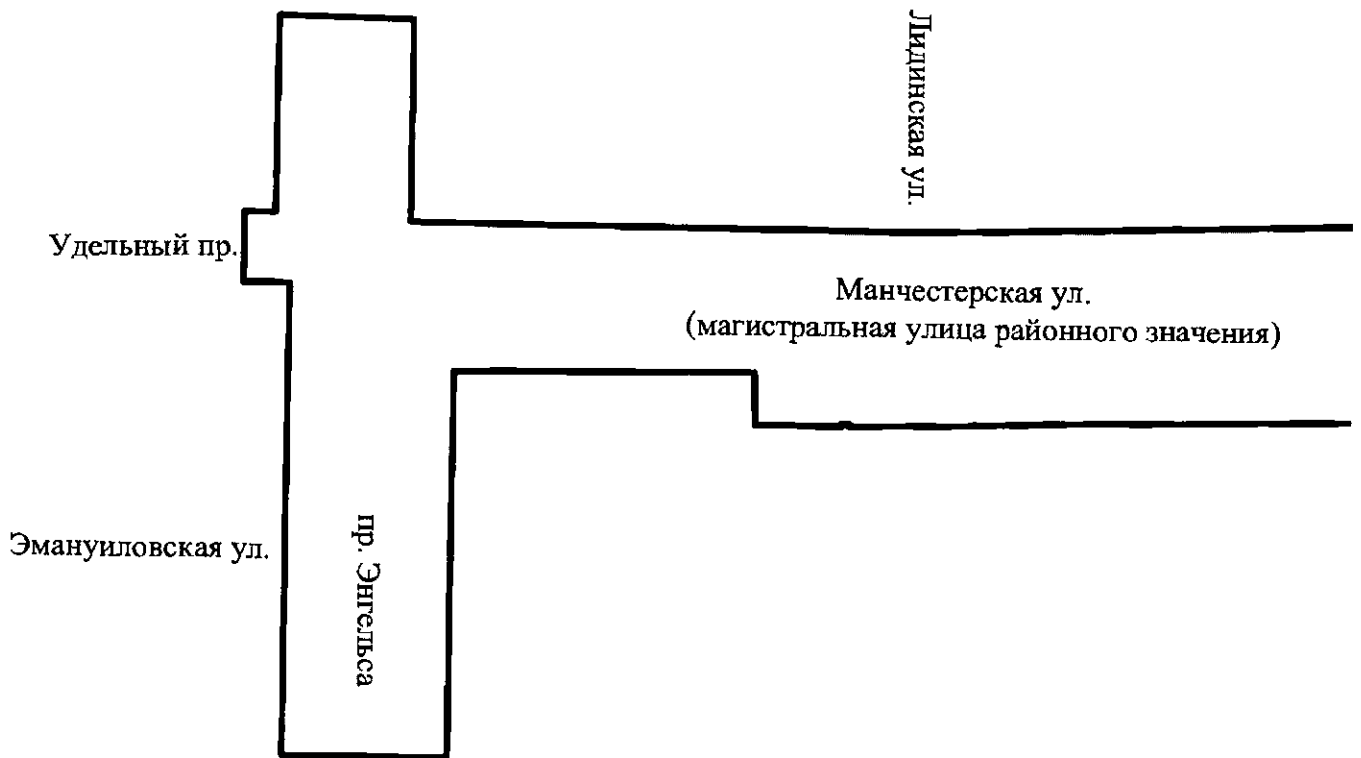 Лидинская ул.
Удельный пр.
Манчестерская ул.
(магистральная улица районного значения)
Эмануиловская ул.
пр. Энгельса